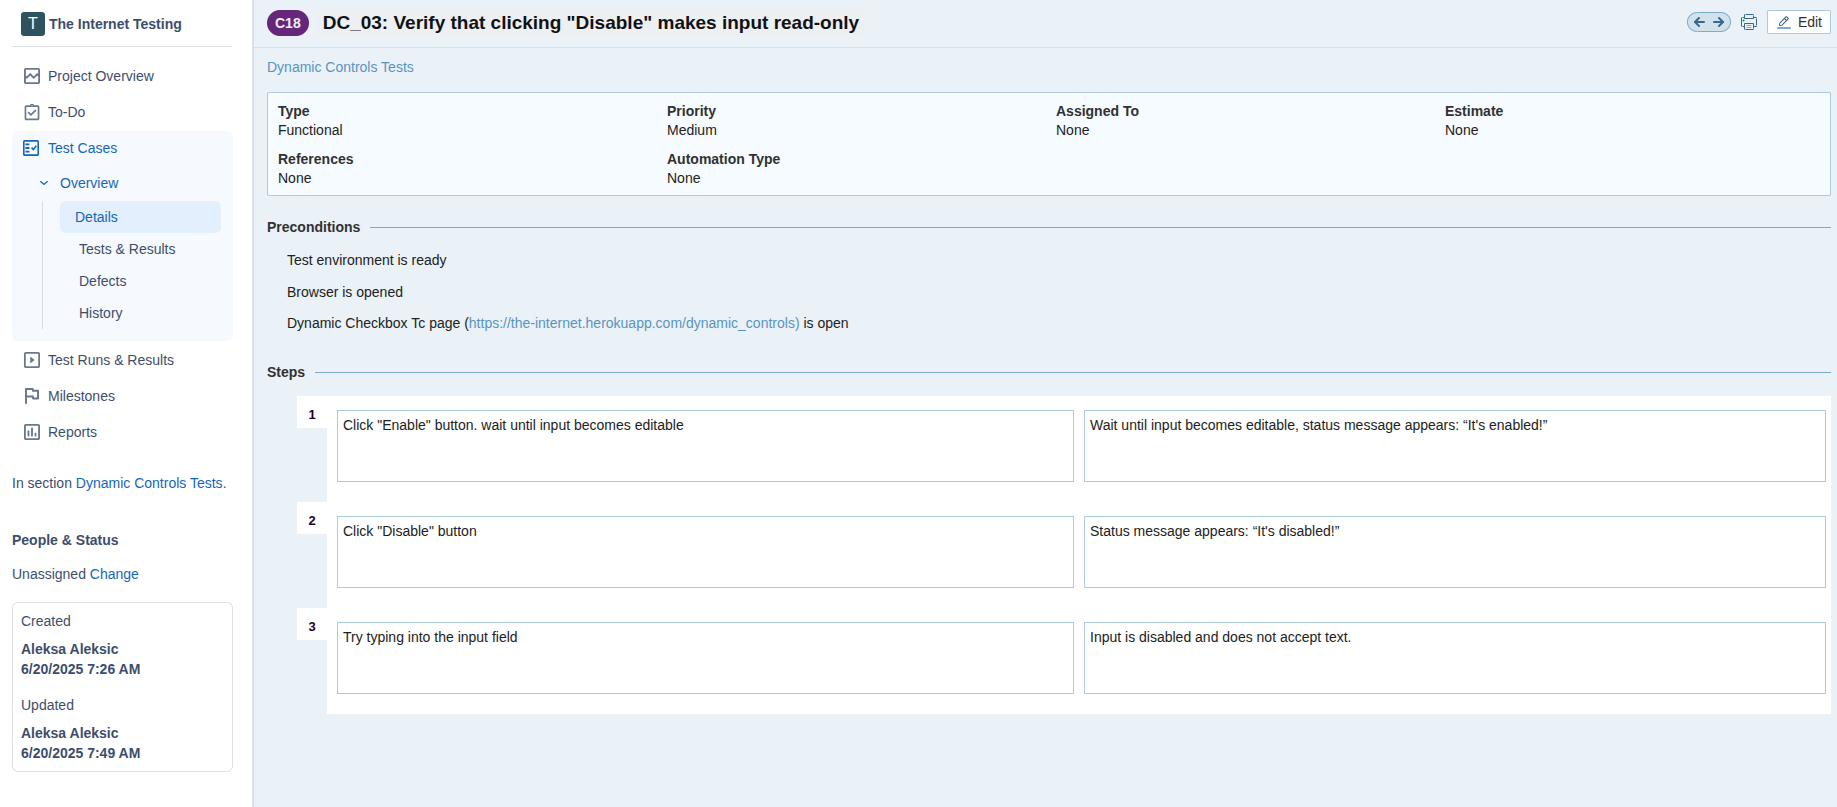 T The Internet Testing
Project Overview
To-Do
Test Cases
Overview
Details
Tests & Results
Defects
History
Test Runs & Results
Milestones
Reports
In section Dynamic Controls Tests.
People & Status
Unassigned Change
Created
Aleksa Aleksic
6/20/2025 7:26 AM
Updated
Aleksa Aleksic
6/20/2025 7:49 AM
C18 DC_03: Verify that clicking "Disable" makes input read-only
Edit
Dynamic Controls Tests
Type Priority Assigned To Estimate
Functional Medium None None
References Automation Type
None None
Preconditions
Test environment is ready
Browser is opened
Dynamic Checkbox Tc page (https://the-internet.herokuapp.com/dynamic_controls) is open
Steps
1 Click "Enable" button. wait until input becomes editable Wait until input becomes editable, status message appears: “It's enabled!”
2 Click "Disable" button Status message appears: “It's disabled!”
3 Try typing into the input field Input is disabled and does not accept text.